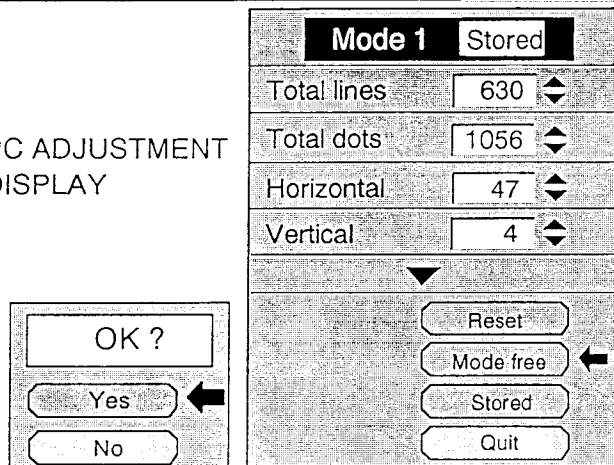 Mode 1 Stored
Total lines 630
Total dots 1056
Horizontal 47
Vertical 4
Reset
Mode free
Stored
Quit
C ADJUSTMENT
DISPLAY
OK ?
Yes
No